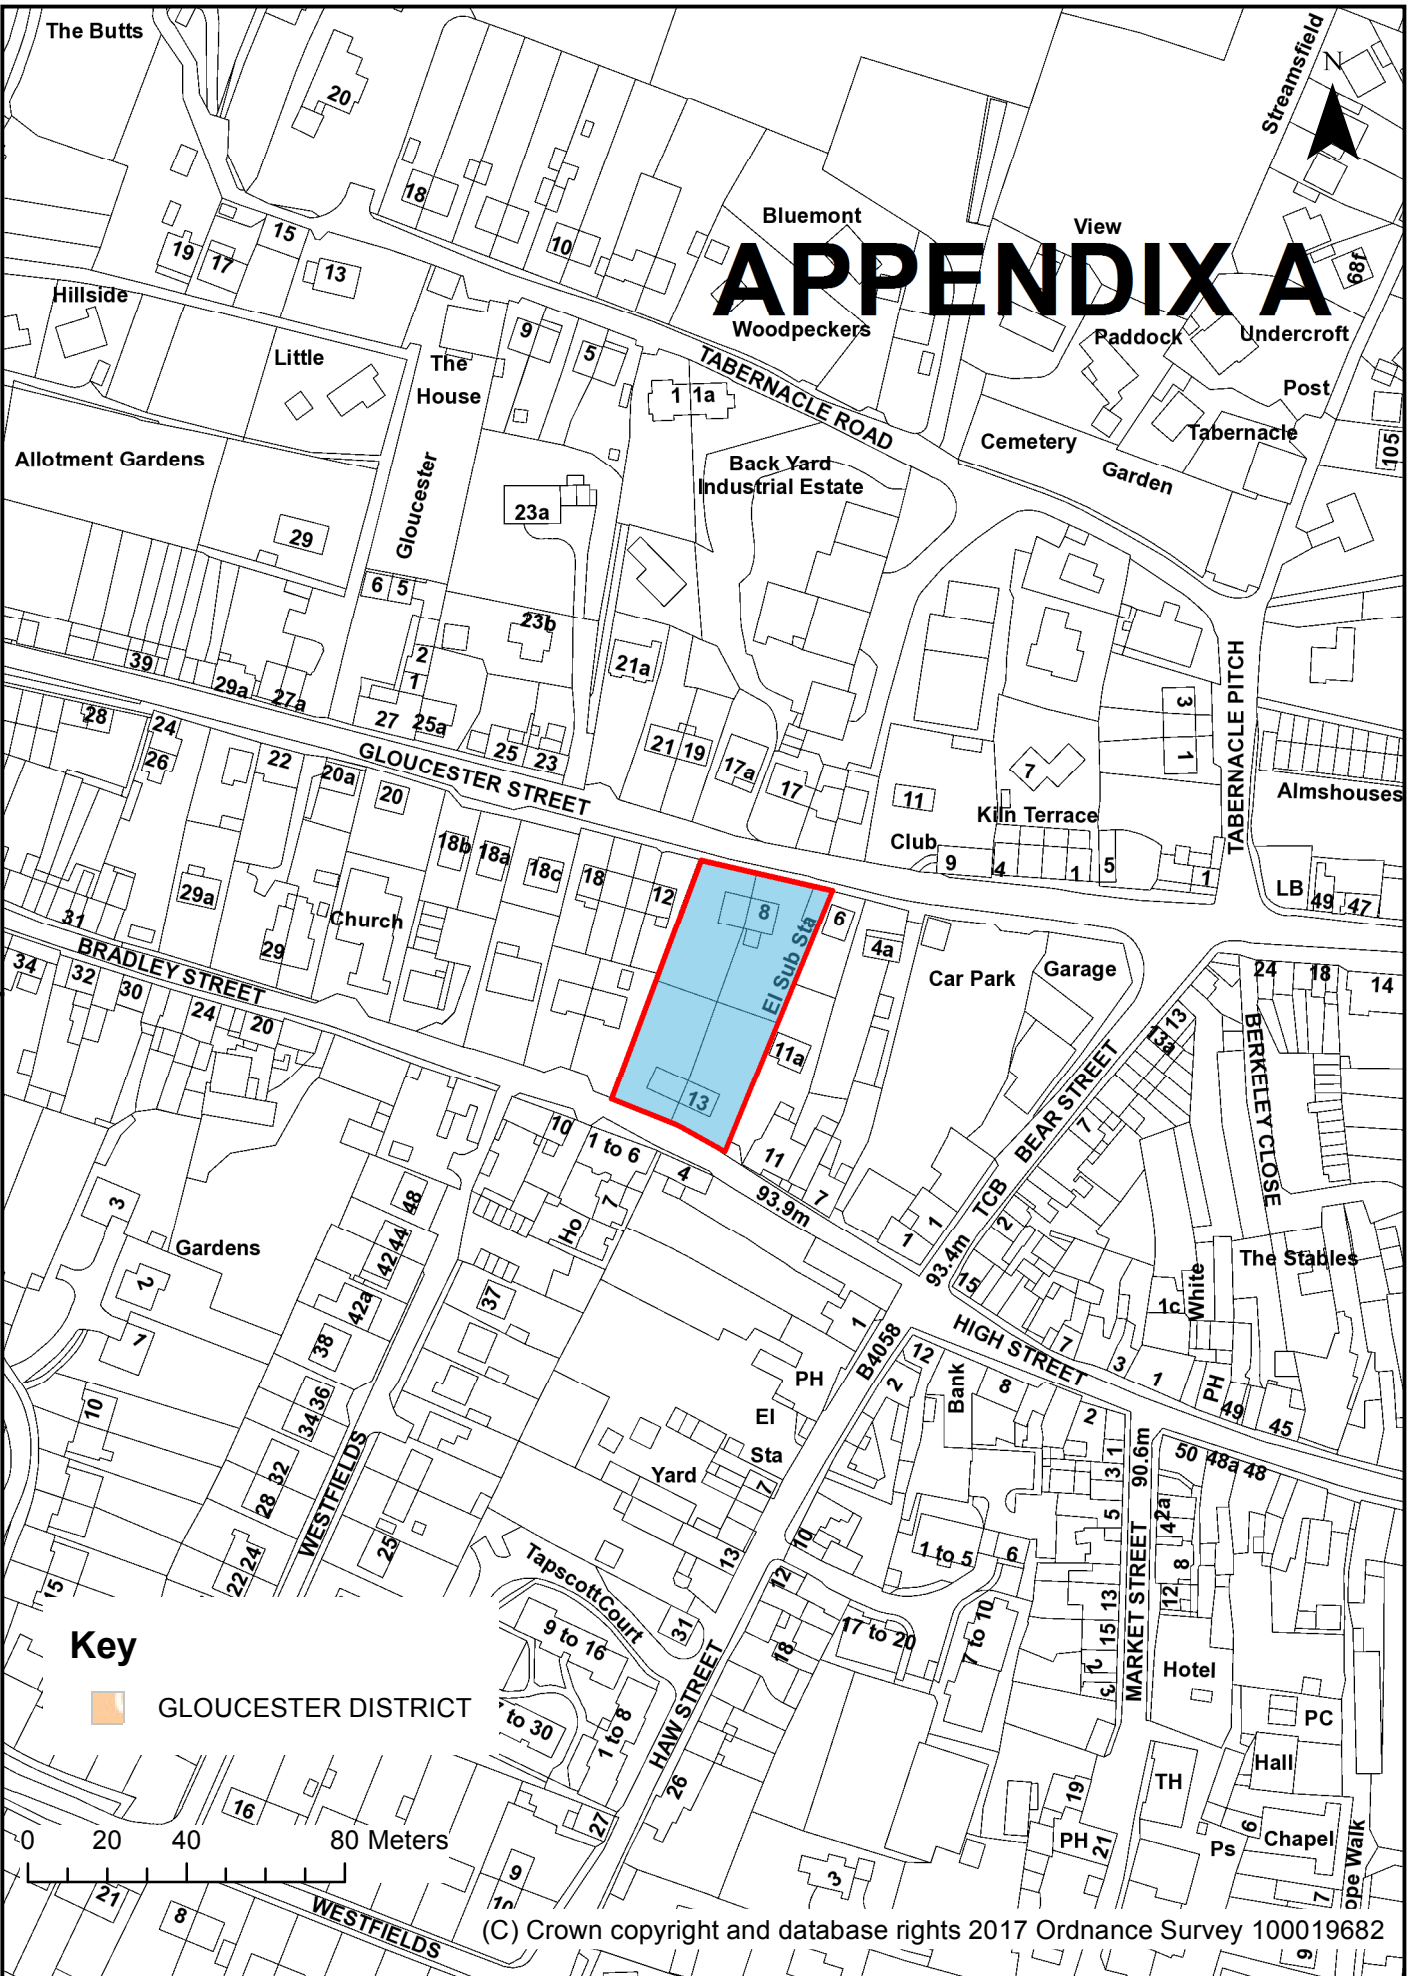 The Butts
Streamsfield
N
20
18
Bluemont
View
10
15
19
17
13
68f
APPENDIX A
Hillside
Woodpeckers
Paddock
Undercroft
9
5
Little
The
House
TABERNACLE ROAD
Post
1
1a
Cemetery
Tabernacle
105
Allotment Gardens
Back Yard
Industrial Estate
Garden
Gloucester
23a
29
6
5
23b
2
21a
1
39
29a
27a
TABERNACLE PITCH
3
1
28
24
26
22
27
25a
25
23
21
19
17a
17
7
GLOUCESTER STREET
20a
20
11
Almshouses
Kiln Terrace
Club
9
4
1
5
1
18b
18a
18c
18
12
8
6
4a
El Sub Sta
LB
49
47
29a
31
Church
29
BRADLEY STREET
34
32
30
24
20
Car Park
Garage
24
18
14
13
13a
BERKELEY CLOSE
11a
13
BEAR STREET
7
10
1 to 6
4
11
7
93.9m
TCB
2
3
48
7
Ho
1
1
93.4m
15
Gardens
44
42
42a
2
37
The Stables
White
1c
1
38
1
B4058
HIGH STREET
7
3
1
12
PH
2
Bank
8
PH
49
45
10
36
34
El
Sta
2
1
3
90.6m
50
48a
48
32
28
WESTFIELDS
Yard
7
5
2a
4
25
13
10
1 to 5
6
8
24
22
15
Tapscott Court
12
13
12
31
9 to 16
17 to 20
7 to 10
18
15
2
3
MARKET STREET
Hotel
Key
GLOUCESTER DISTRICT
to 30
1 to 8
HAW STREET
PC
Hall
TH
26
19
16
27
PH
21
Ps
6
Chapel
ope Walk
0
20
40
80 Meters
9
3
7
21
8
10
WESTFIELDS
(C) Crown copyright and database rights 2017 Ordnance Survey 100019682
9